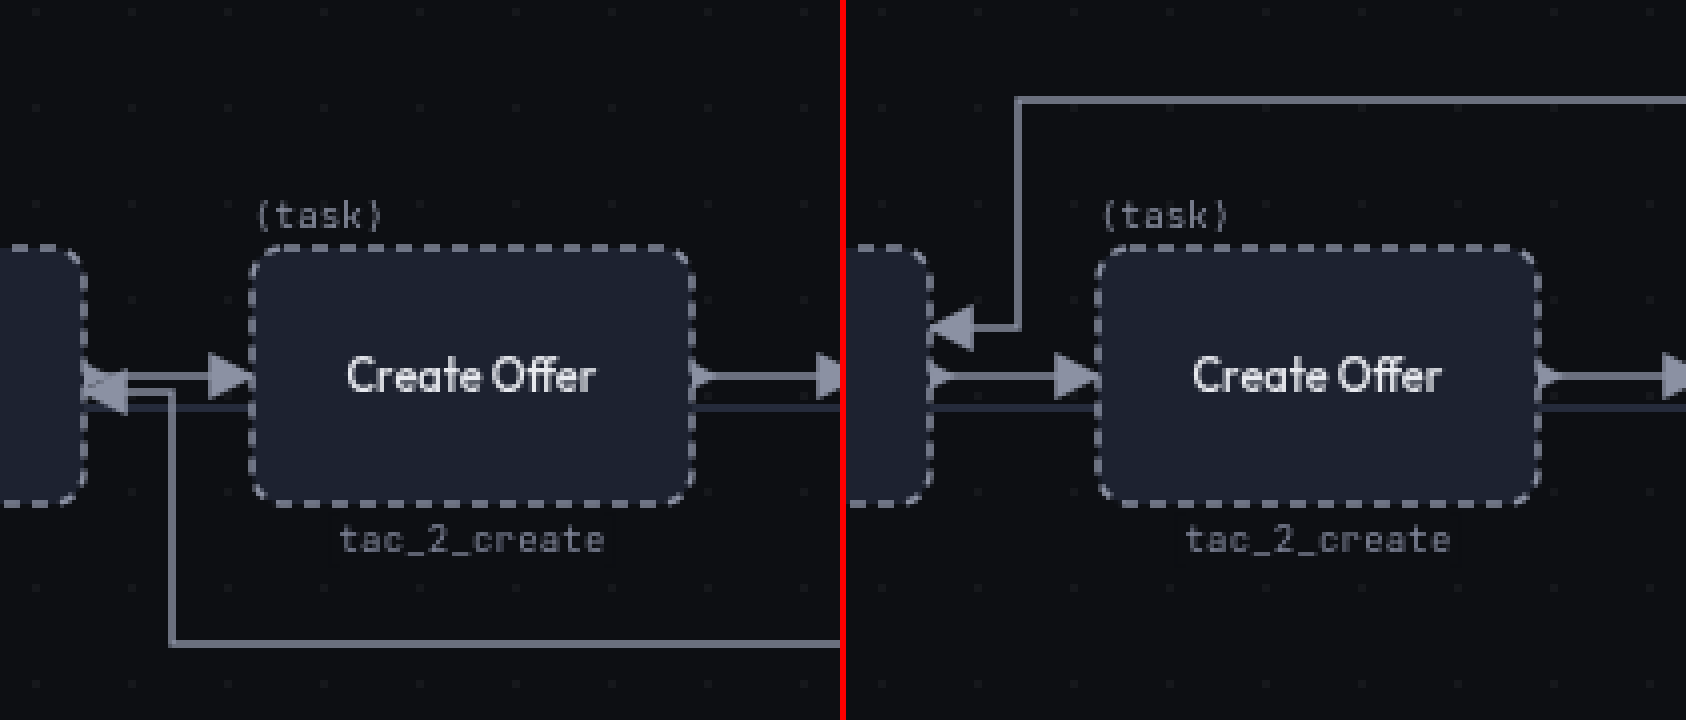 (task)
Create Offer
tac_2_create
(task)
Create Offer
tac_2_create